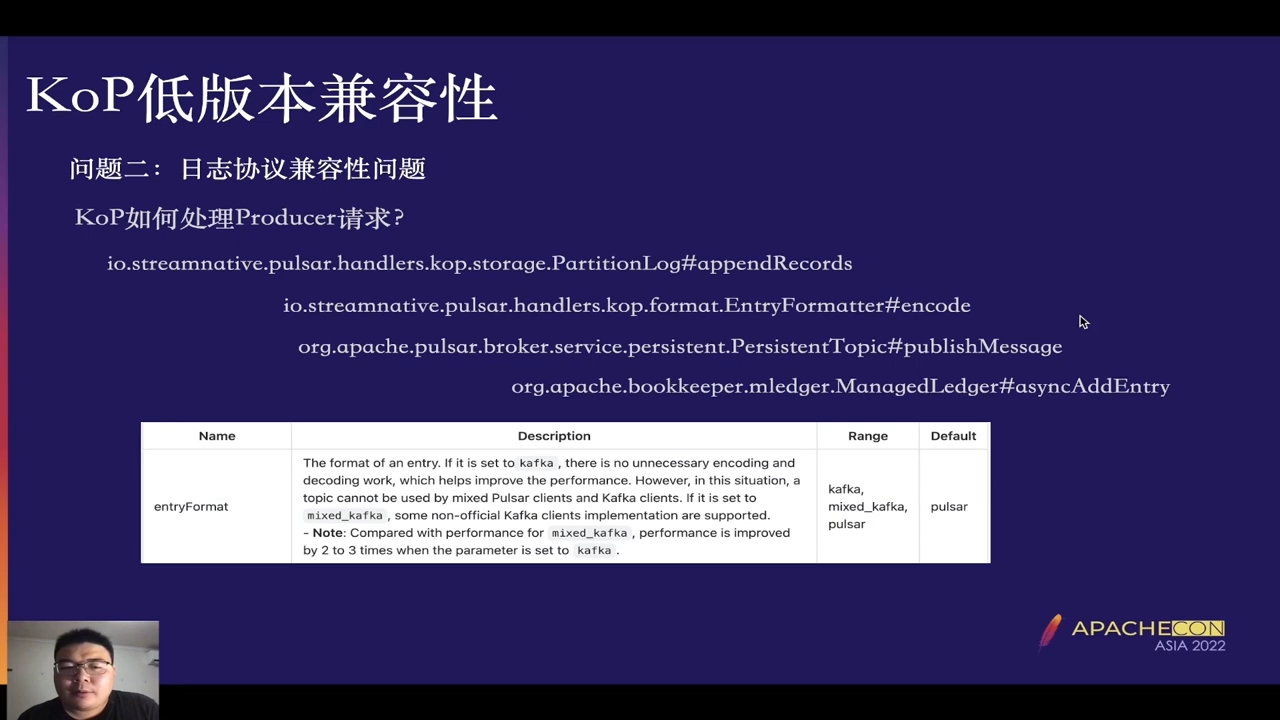 KoP低版本兼容性
问题二：日志协议兼容性问题
KoP如何处理Producer请求?
io.streamnative.pulsar.handlers.kop.storage.PartitionLog#appendRecords
io.streamnative.pulsar.handlers.kop.format.EntryFormatter#encode
org.apache.pulsar.broker.service.persistent.PersistentTopic#publishMessage
org.apache.bookkeeper.mledger.ManagedLedger#asyncAddEntry
Name Description Range Default
entryFormat
The format of an entry. If it is set to kafka, there is no unnecessary encoding and
decoding work, which helps improve the performance. However, in this situation, a
topic cannot be used by mixed Pulsar clients and Kafka clients. If it is set to
mixed_kafka, some non-official Kafka clients implementation are supported.
- Note: Compared with performance for mixed_kafka, performance is improved
by 2 to 3 times when the parameter is set to kafka.
kafka,
mixed_kafka,
pulsar
pulsar
APACHECON
ASIA 2022